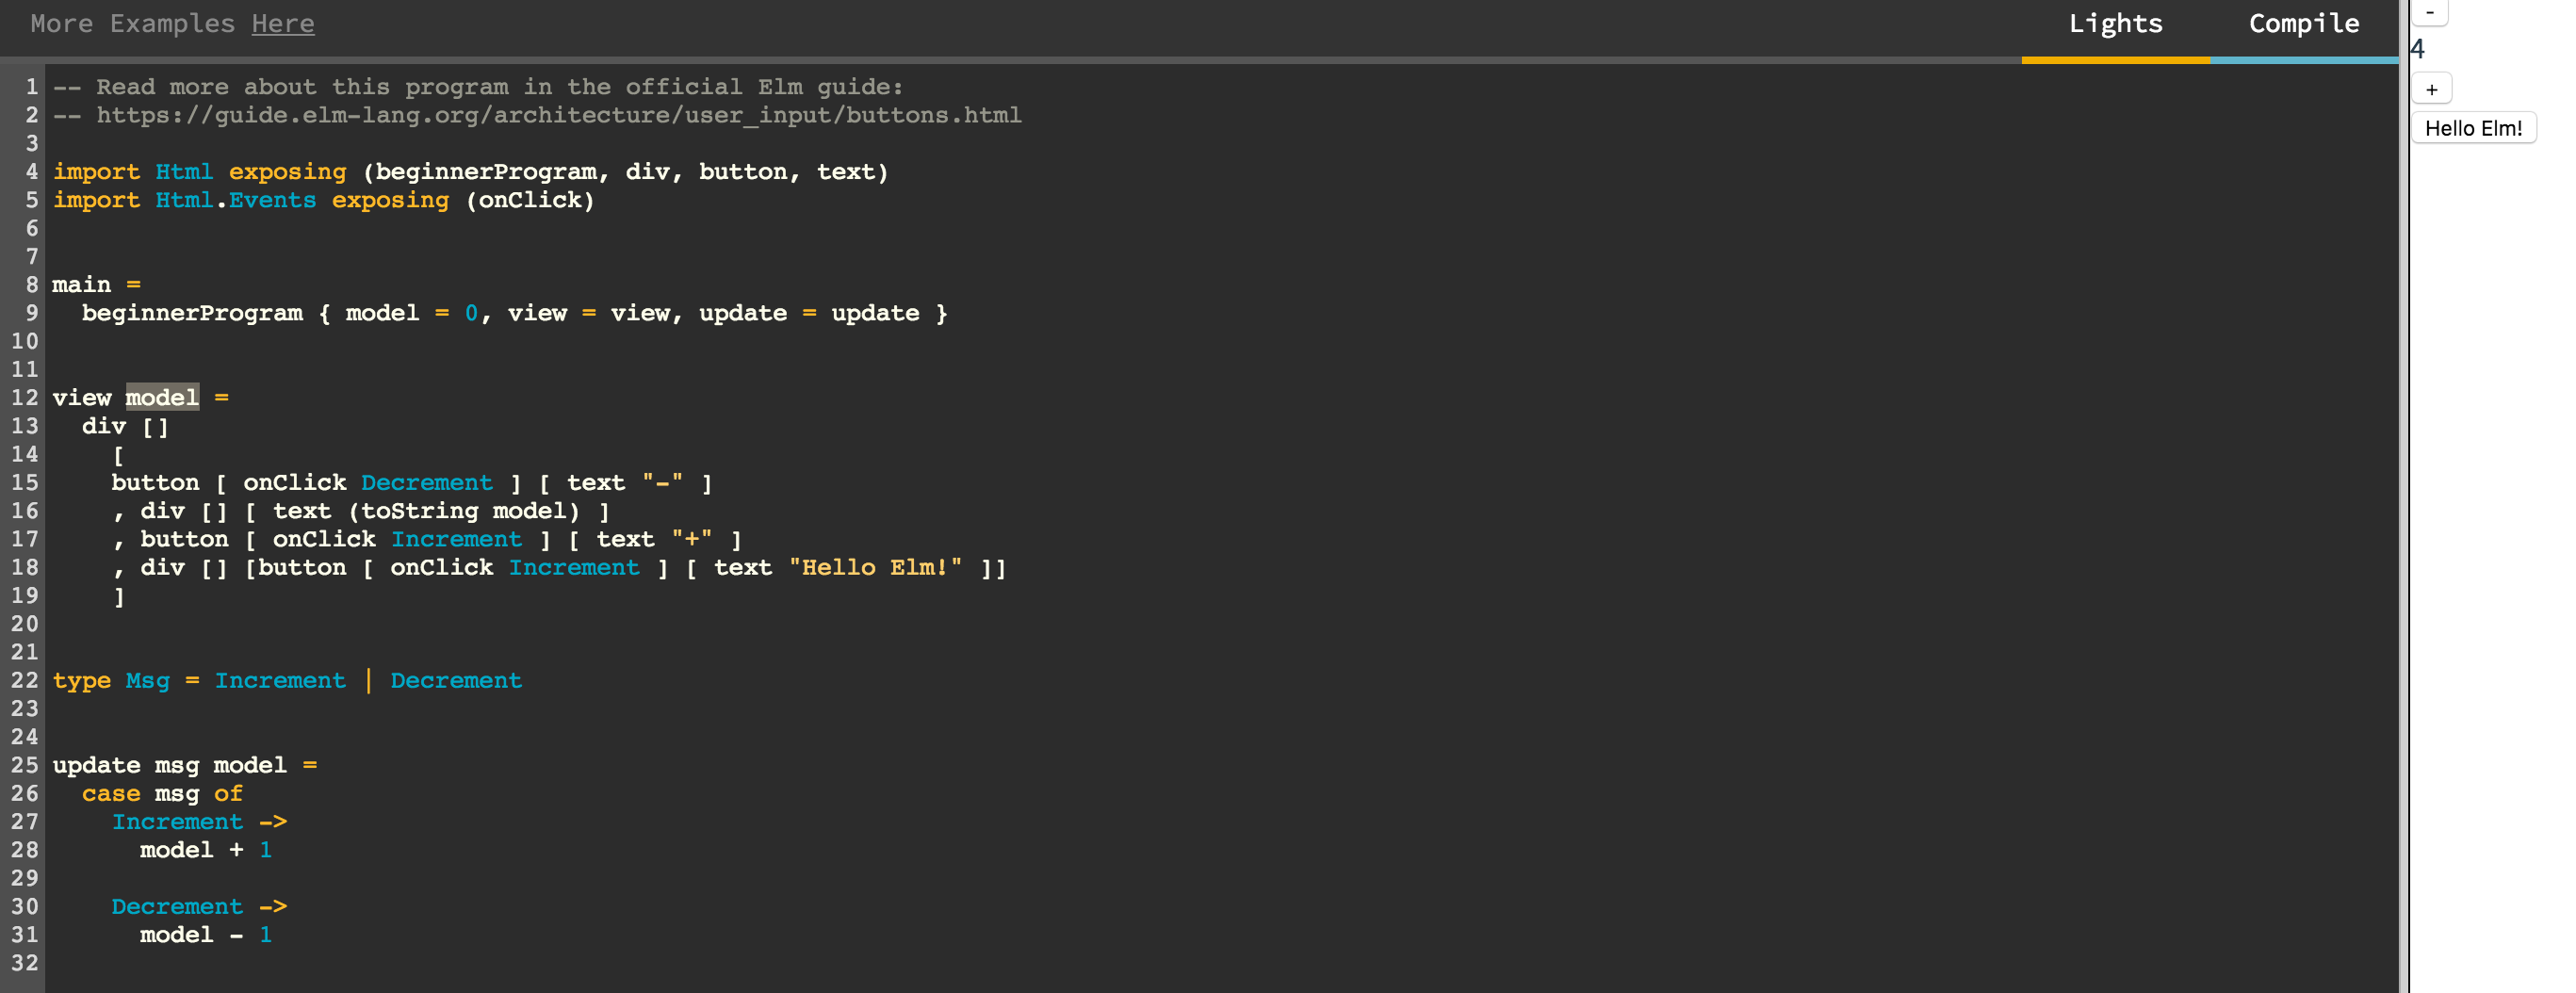 More Examples Here Lights Compile
1 -- Read more about this program in the official Elm guide:
2 -- https://guide.elm-lang.org/architecture/user_input/buttons.html
3
4 import Html exposing (beginnerProgram, div, button, text)
5 import Html.Events exposing (onClick)
6
7
8 main =
9   beginnerProgram { model = 0, view = view, update = update }
10
11
12 view model =
13   div []
14     [
15     button [ onClick Decrement ] [ text "-" ]
16     , div [] [ text (toString model) ]
17     , button [ onClick Increment ] [ text "+" ]
18     , div [] [button [ onClick Increment ] [ text "Hello Elm!" ]]
19     ]
20
21
22 type Msg = Increment | Decrement
23
24
25 update msg model =
26   case msg of
27     Increment ->
28       model + 1
29
30     Decrement ->
31       model - 1
32
-
4
+
Hello Elm!